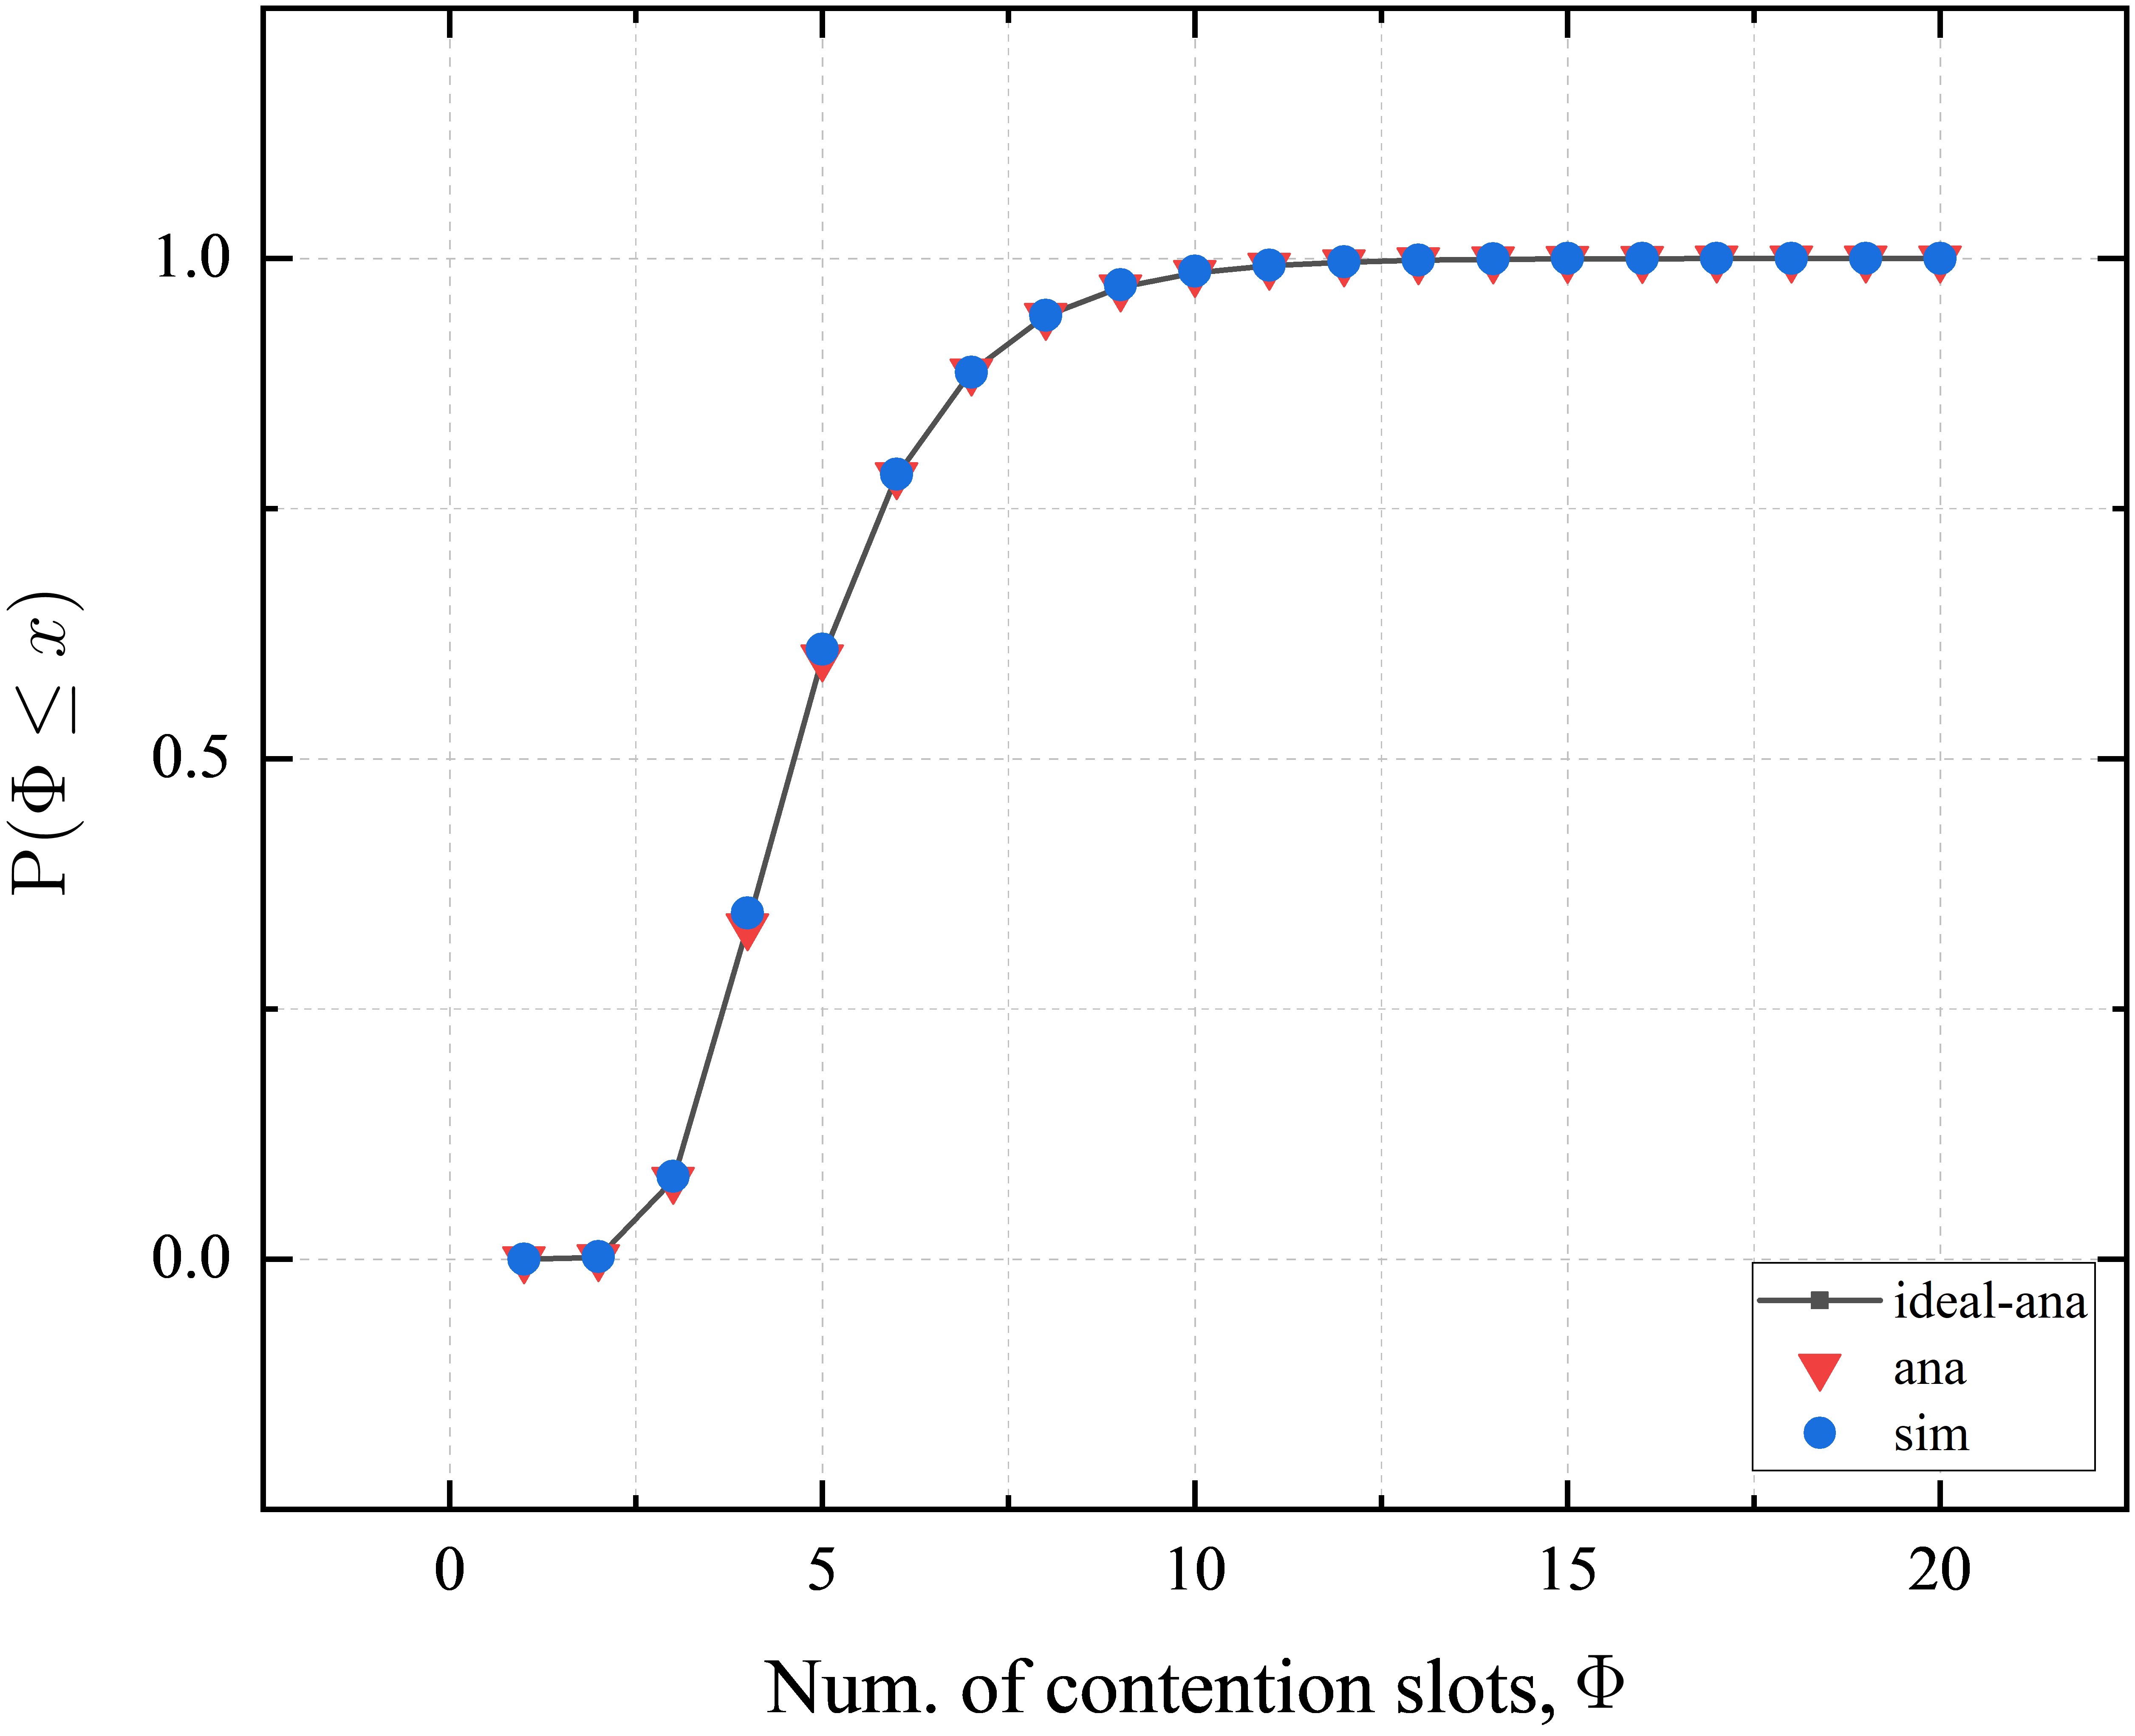 P(Φ ≤ x)
1.0
0.5
0.0
0 5 10 15 20
Num. of contention slots, Φ
ideal-ana
ana
sim